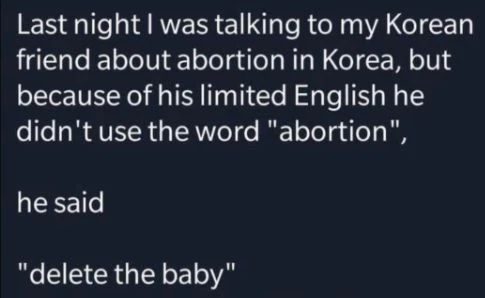 Last night I was talking to my Korean
friend about abortion in Korea, but
because of his limited English he
didn't use the word "abortion",
he said
"delete the baby"